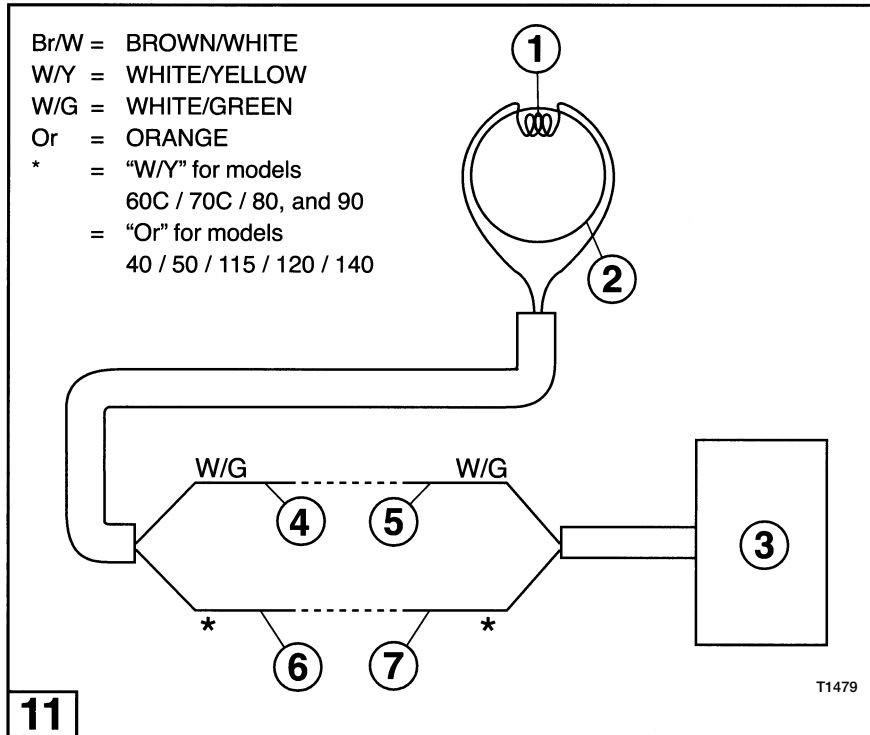 Br/W = BROWN/WHITE
W/Y = WHITE/YELLOW
W/G = WHITE/GREEN
Or = ORANGE
* = “W/Y” for models
60C / 70C / 80, and 90
= “Or” for models
40 / 50 / 115 / 120 / 140
1
2
W/G W/G
4 5
3
* *
6 7
T1479
11